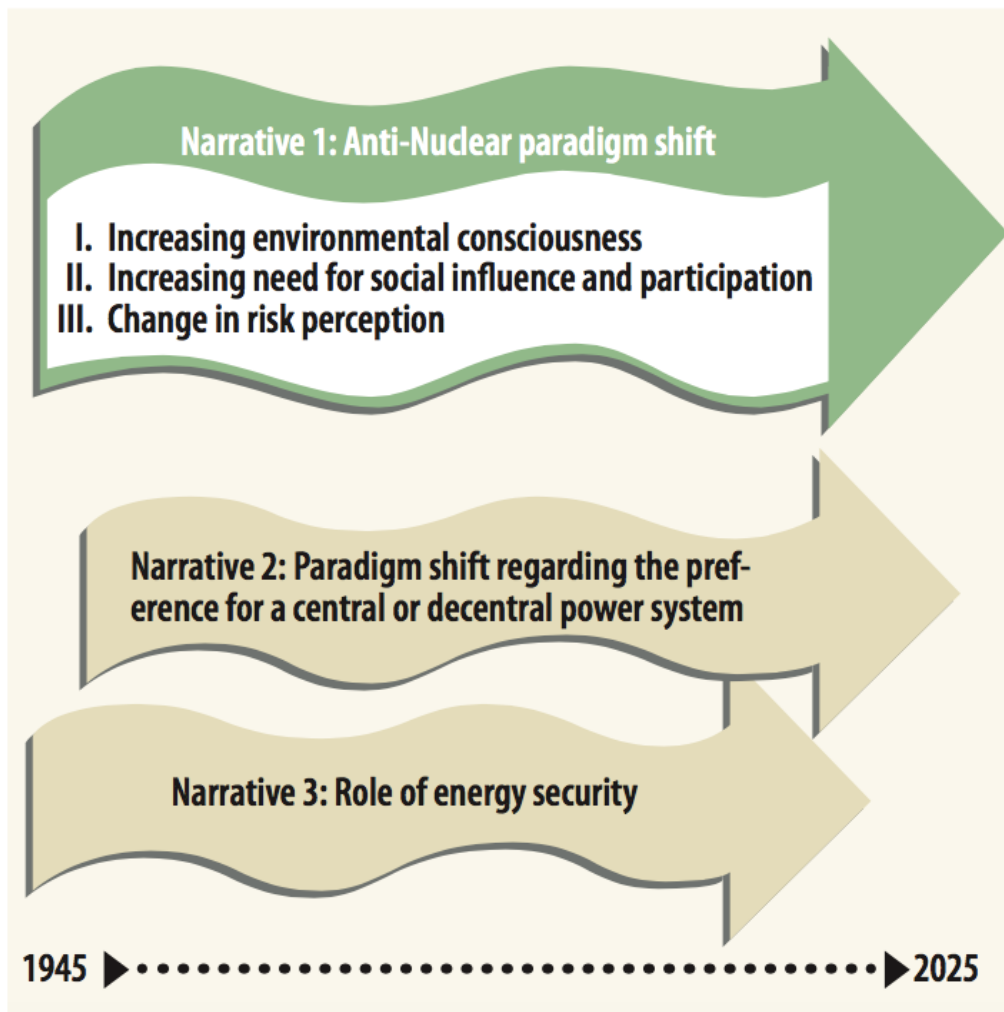 Narrative 1: Anti-Nuclear paradigm shift
I. Increasing environmental consciousness
II. Increasing need for social influence and participation
III. Change in risk perception
Narrative 2: Paradigm shift regarding the pref-
erence for a central or decentral power system
Narrative 3: Role of energy security
1945 2025